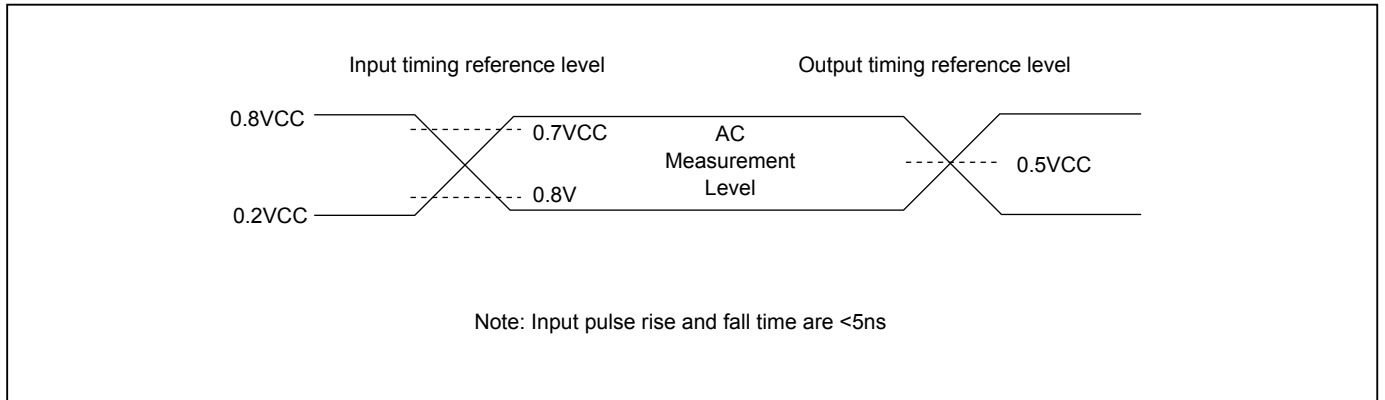 Input timing reference level
Output timing reference level
0.8VCC
0.7VCC
AC
Measurement
Level
0.5VCC
0.8V
0.2VCC
Note: Input pulse rise and fall time are <5ns